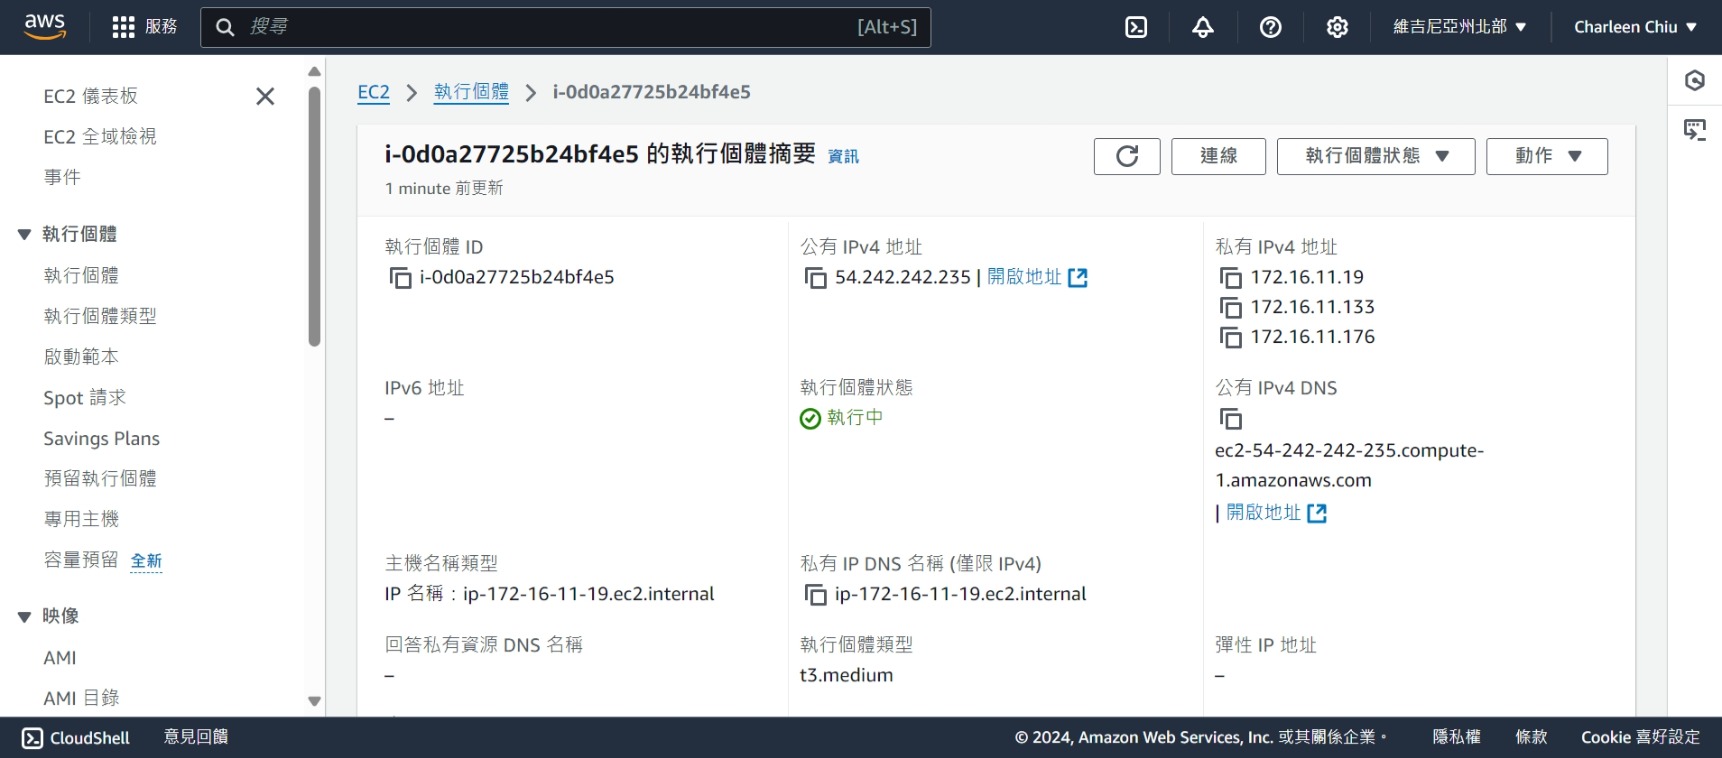 aws
服務
搜尋
[Alt+S]
維吉尼亞州北部 ▼
Charleen Chiu ▼
EC2 儀表板
EC2 全域檢視
事件
▼ 執行個體
執行個體
執行個體類型
啟動範本
Spot 請求
Savings Plans
預留執行個體
專用主機
容量預留 全新
▼ 映像
AMI
AMI 目錄
EC2 > 執行個體 > i-0d0a27725b24bf4e5
i-0d0a27725b24bf4e5 的執行個體摘要 資訊
1 minute 前更新
連線
執行個體狀態 ▼
動作 ▼
執行個體 ID
i-0d0a27725b24bf4e5
公有 IPv4 地址
54.242.242.235 | 開啟地址
私有 IPv4 地址
172.16.11.19
172.16.11.133
172.16.11.176
IPv6 地址
–
執行個體狀態
執行中
公有 IPv4 DNS
ec2-54-242-242-235.compute-
1.amazonaws.com
| 開啟地址
主機名稱類型
IP 名稱：ip-172-16-11-19.ec2.internal
私有 IP DNS 名稱 (僅限 IPv4)
ip-172-16-11-19.ec2.internal
回答私有資源 DNS 名稱
–
執行個體類型
t3.medium
彈性 IP 地址
–
CloudShell
意見回饋
© 2024, Amazon Web Services, Inc. 或其關係企業。
隱私權
條款
Cookie 喜好設定